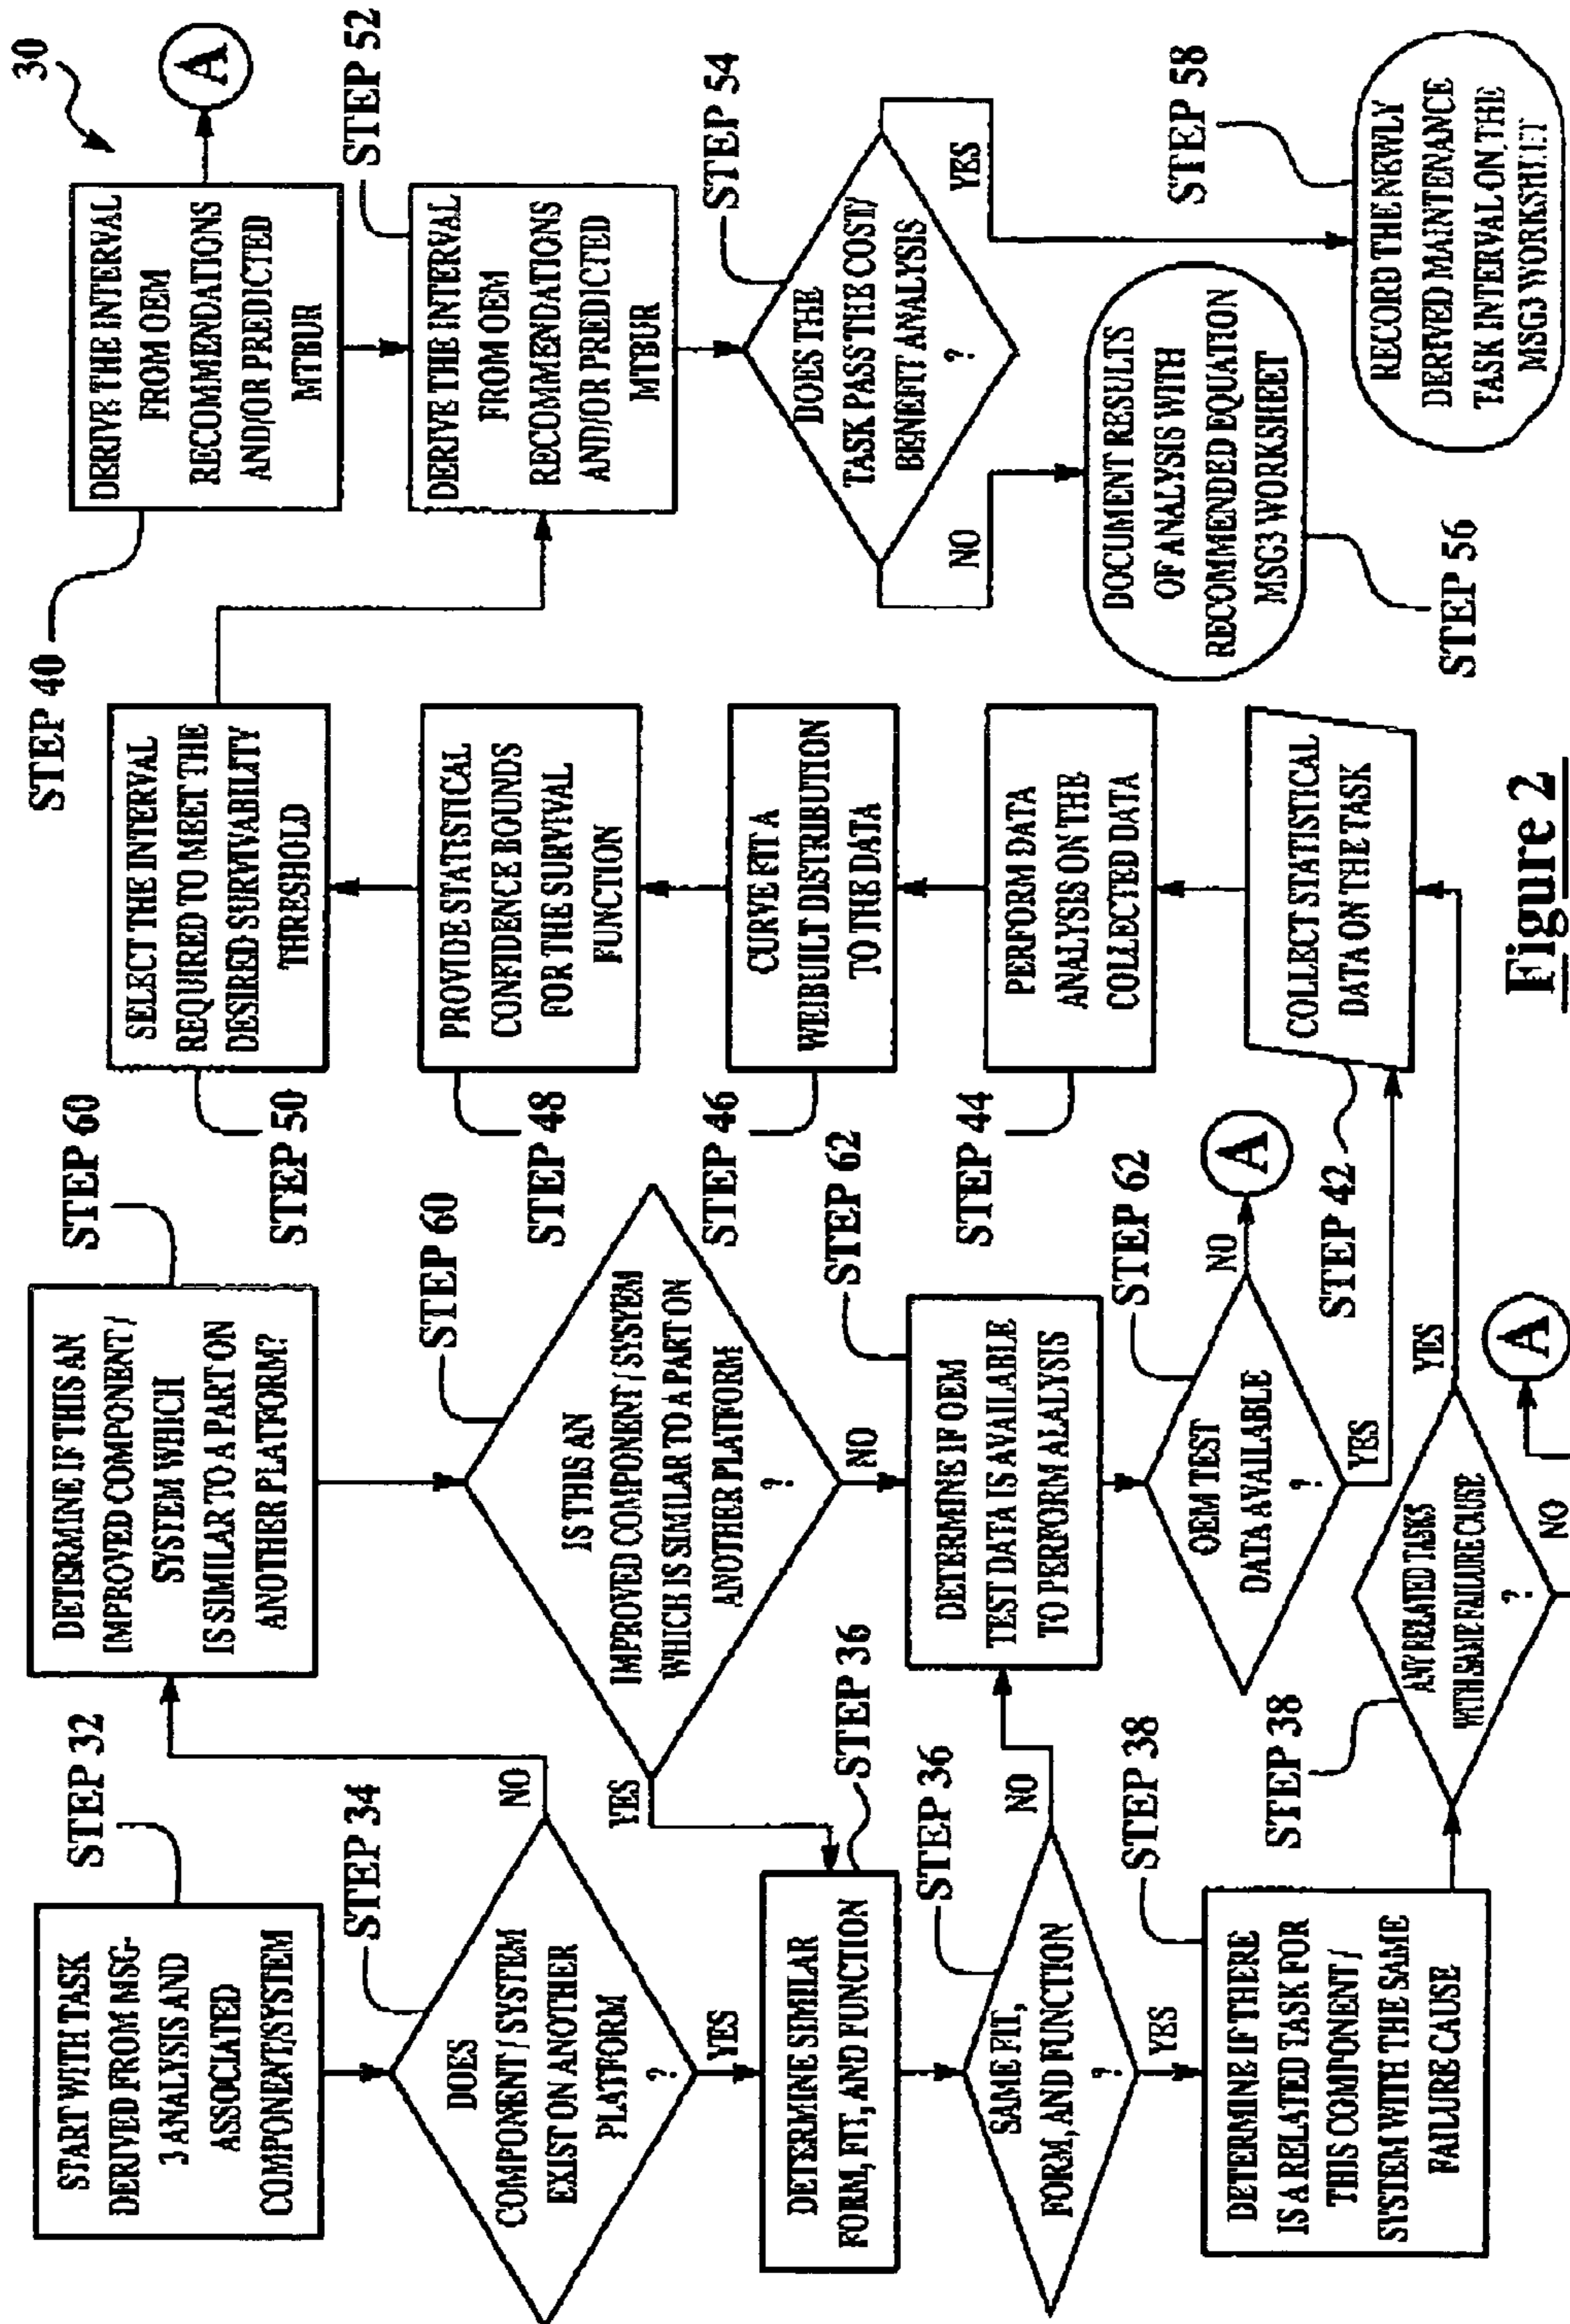 30
START WITH TASK
DERIVED FROM MSG-
3 ANALYSIS AND
ASSOCIATED
COMPONENT/SYSTEM
STEP 32
DOES
COMPONENT / SYSTEM
EXIST ON ANOTHER
PLATFORM
?
STEP 34
NO
YES
DETERMINE SIMILAR
FORM, FIT, AND FUNCTION
STEP 36
SAME FIT,
FORM, AND FUNCTION
?
STEP 36
NO
YES
DETERMINE IF THERE
IS A RELATED TASK FOR
THIS COMPONENT /
SYSTEM WITH THE SAME
FAILURE CAUSE
STEP 38
DETERMINE IF THIS AN
IMPROVED COMPONENT /
SYSTEM WHICH
IS SIMILAR TO A PART ON
ANOTHER PLATFORM?
STEP 60
IS THIS AN
IMPROVED COMPONENT / SYSYEM
WHICH IS SIMILAR TO A PART ON
ANOTHER PLATFORM
?
STEP 60
YES
NO
DETERMINE IF OEM
TEST DATA IS AVAILABLE
TO PERFORM ALALYSIS
STEP 62
OEM TEST
DATA AVAILABLE
?
STEP 62
NO
A
YES
ANY RELATED TASKS
WITH SAME FAILURE CAUSE
?
STEP 38
YES
NO
A
SELECT THE INTERVAL
REQUIRED TO MEET THE
DESIRED SURVIVABILITY
THRESHOLD
STEP 50
PROVIDE STATISTICAL
CONFIDENCE BOUNDS
FOR THE SURVIVAL
FUNCTION
STEP 48
CURVE FIT A
WEIBULT DISTRIBUTION
TO THE DATA
STEP 46
PERFORM DATA
ANALYSIS ON THE
COLLECTED DATA
STEP 44
COLLECT STATISTICAL
DATA ON THE TASK
STEP 42
DERIVE THE INTERVAL
FROM OEM
RECOMMENDATIONS
AND/OR PREDICTED
MTBUR
STEP 40
A
DERIVE THE INTERVAL
FROM OEM
RECOMMENDATIONS
AND/OR PREDICTED
MTBUR
STEP 52
DOES THE
TASK PASS THE COST/
BENEFIT ANALYSIS
?
STEP 54
NO
YES
DOCUMENT RESULTS
OF ANALYSIS WITH
RECOMMENDED EQUATION
MSG3 WORKSHEET
STEP 56
RECORD THE NEWLY
DERIVED MAINTENANCE
TASK INTERVAL ON THE
MSG3 WORKSHEET
STEP 58
Figure 2